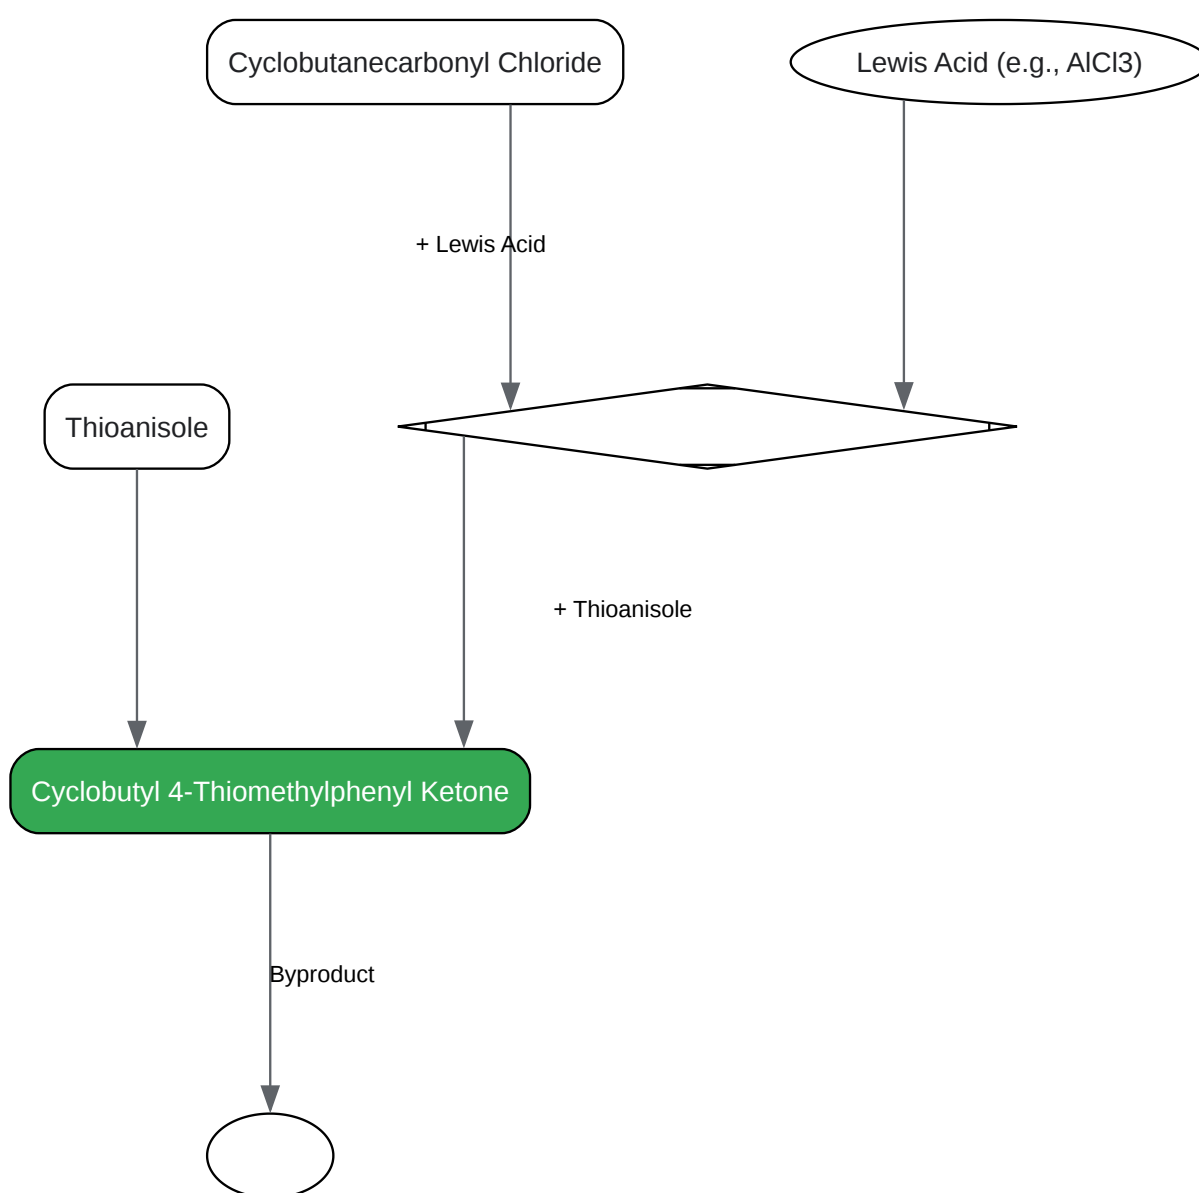 Cyclobutanecarbonyl Chloride
Lewis Acid (e.g., AlCl3)
+ Lewis Acid
Thioanisole
+ Thioanisole
Cyclobutyl 4-Thiomethylphenyl Ketone
Byproduct